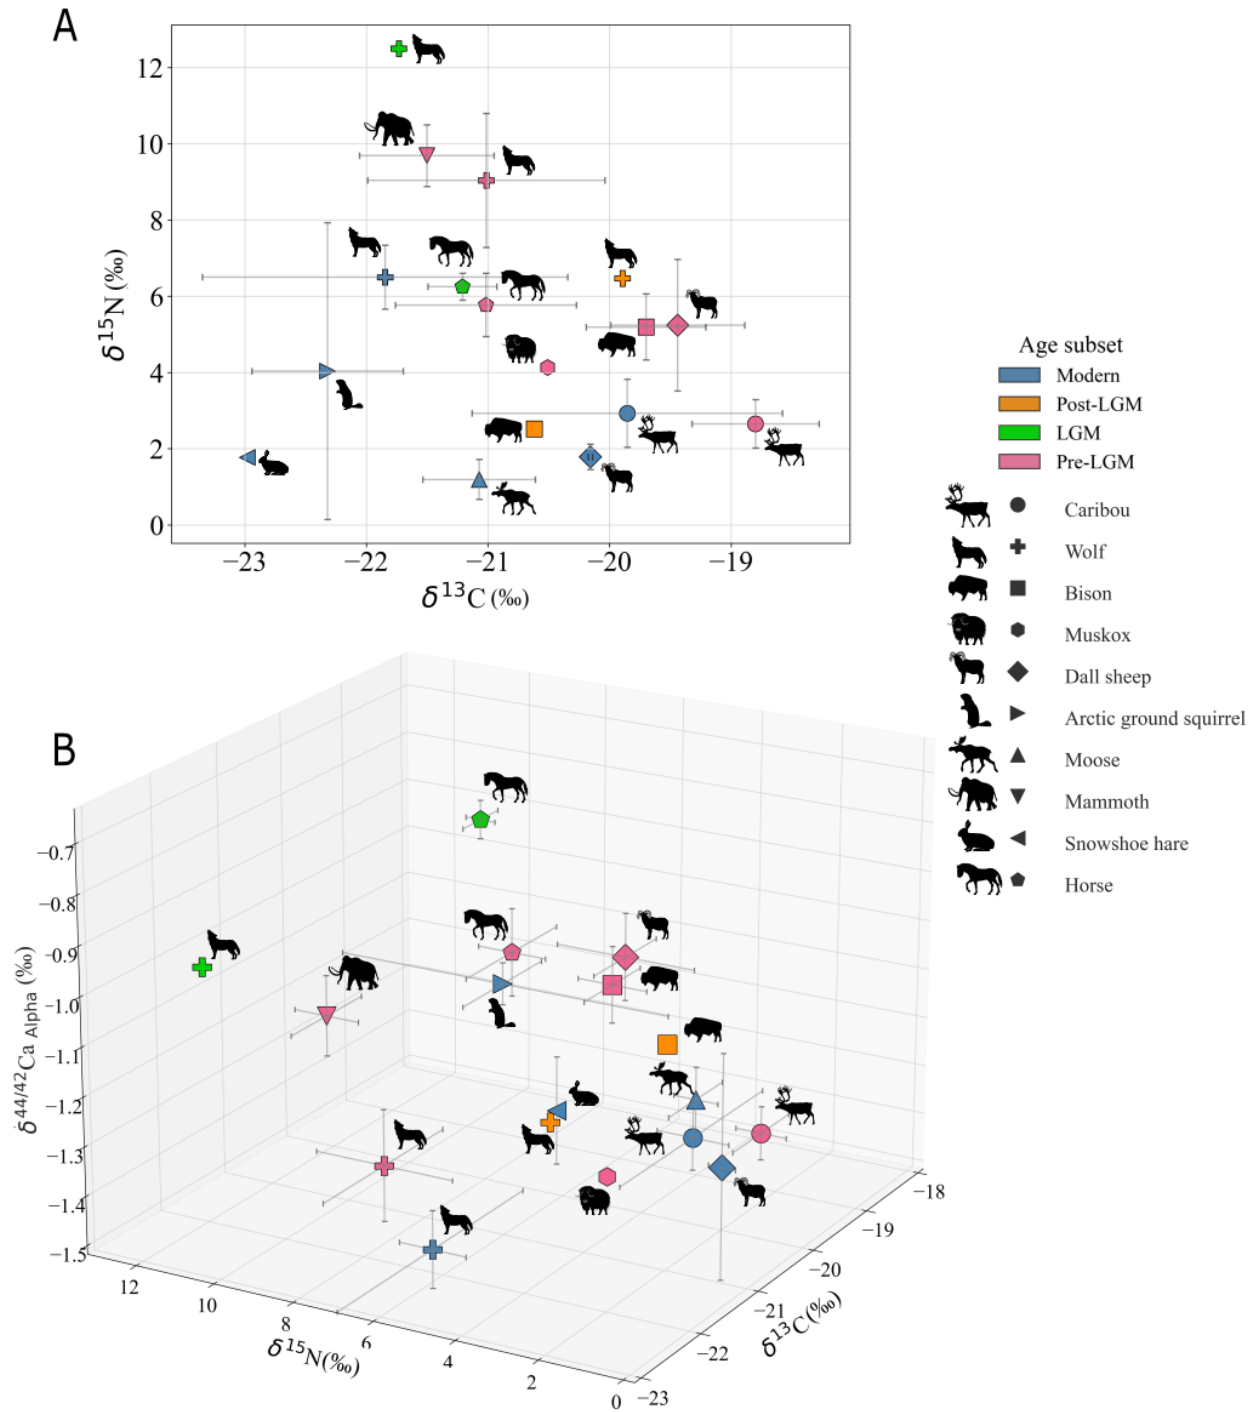 A
12
10
8
6
4
2
0
δ15N (‰)
−23
−22
−21
−20
−19
δ13C (‰)
Age subset
Modern
Post-LGM
LGM
Pre-LGM
Caribou
Wolf
Bison
Muskox
Dall sheep
Arctic ground squirrel
Moose
Mammoth
Snowshoe hare
Horse
B
−0.7
−0.8
−0.9
−1.0
−1.1
−1.2
−1.3
−1.4
−1.5
δ44/42Ca Alpha (‰)
12
10
8
6
4
2
0
δ15N(‰)
−18
−19
−20
−21
−22
−23
δ13C(‰)